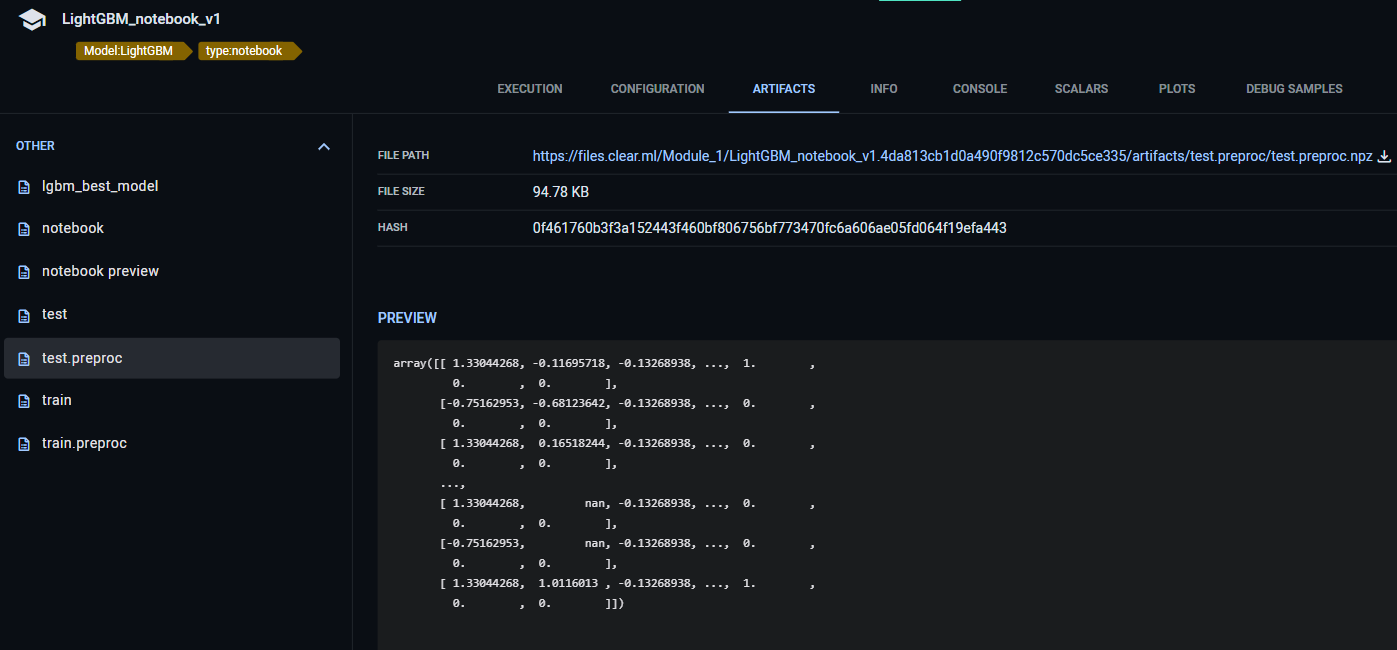 LightGBM_notebook_v1
Model:LightGBM type:notebook
EXECUTION CONFIGURATION ARTIFACTS INFO CONSOLE SCALARS PLOTS DEBUG SAMPLES
OTHER
lgbm_best_model
notebook
notebook preview
test
test.preproc
train
train.preproc
FILE PATH https://files.clear.ml/Module_1/LightGBM_notebook_v1.4da813cb1d0a490f9812c570dc5ce335/artifacts/test.preproc/test.preproc.npz
FILE SIZE 94.78 KB
HASH 0f461760b3f3a152443f460bf806756bf773470fc6a606ae05fd064f19efa443
PREVIEW
array([[ 1.33044268, -0.11695718, -0.13268938, ..., 1. ,
0. , 0. ],
[-0.75162953, -0.68123642, -0.13268938, ..., 0. ,
0. , 0. ],
[ 1.33044268, 0.16518244, -0.13268938, ..., 0. ,
0. , 0. ],
...,
[ 1.33044268, nan, -0.13268938, ..., 0. ,
0. , 0. ],
[-0.75162953, nan, -0.13268938, ..., 0. ,
0. , 0. ],
[ 1.33044268, 1.0116013 , -0.13268938, ..., 1. ,
0. , 0. ]])